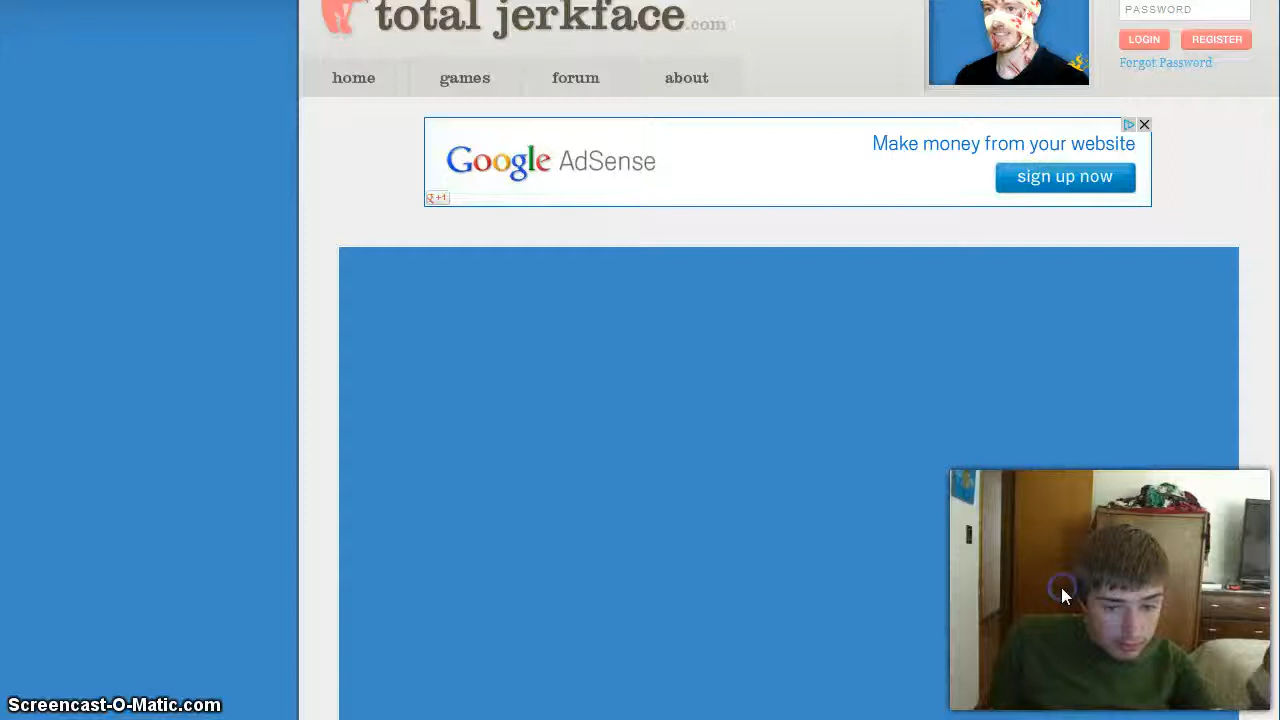 total jerkface.com
PASSWORD
LOGIN REGISTER
Forgot Password
home games forum about
Google AdSense
Make money from your website
sign up now
+1
Screencast-O-Matic.com